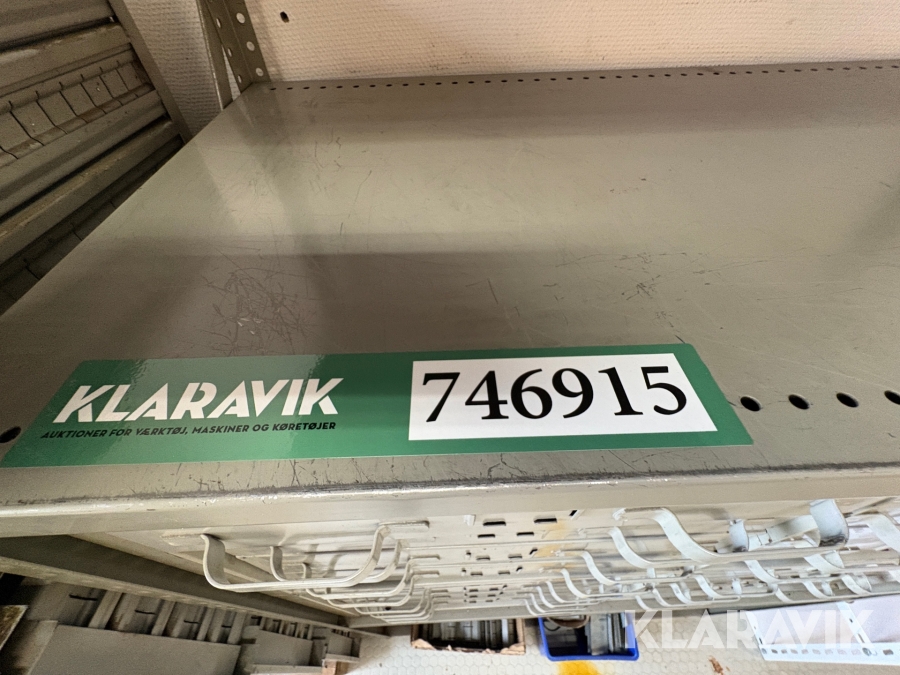 KLARAVIK
AUKTIONER FOR VÆRKTØJ, MASKINER OG KØRETØJER
746915
KLARAVIK